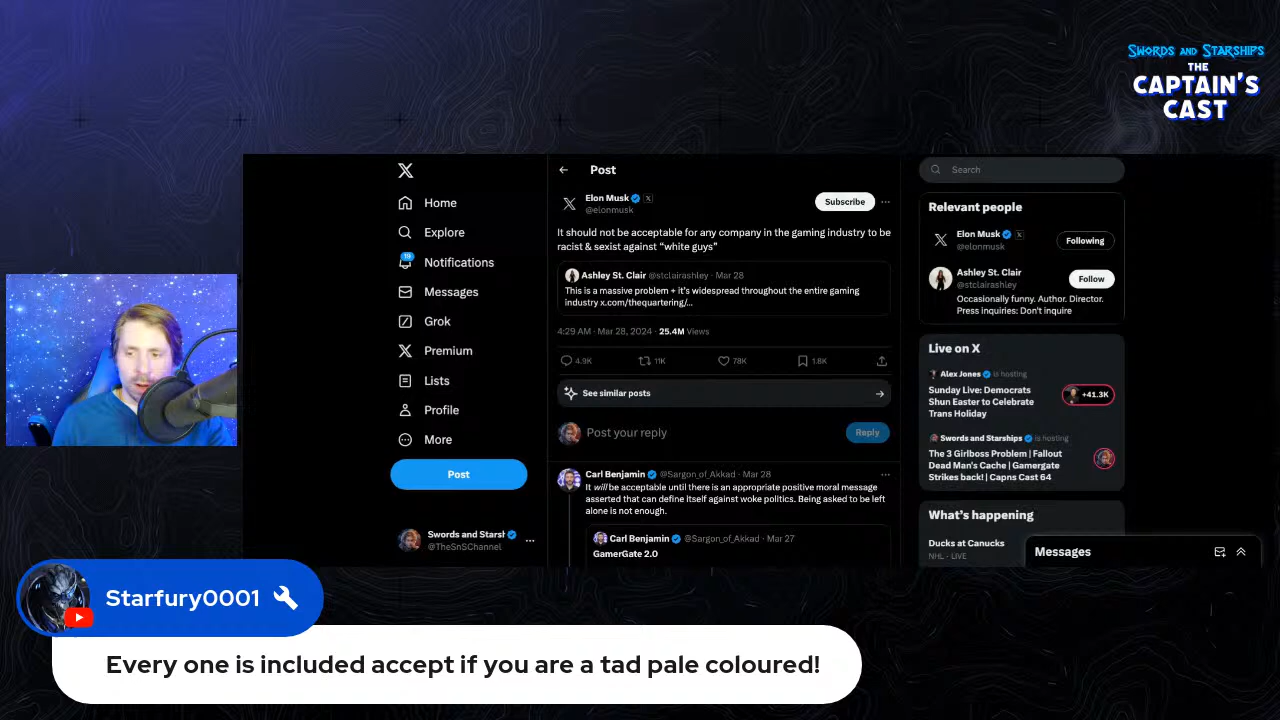 SWORDS AND STARSHIPS
THE
CAPTAIN'S
CAST
Home
Explore
19
Notifications
Messages
Grok
Premium
Lists
Profile
More
Post
Swords and Starsl
@TheSnSChannel
Post
Elon Musk
@elonmusk
Subscribe
It should not be acceptable for any company in the gaming industry to be
racist & sexist against “white guys”
Ashley St. Clair @stclairashley · Mar 28
This is a massive problem + it’s widespread throughout the entire gaming
industry x.com/thequartering/…
4:29 AM · Mar 28, 2024 · 25.4M Views
4.9K 11K 78K 1.8K
See similar posts
Post your reply
Reply
Carl Benjamin @Sargon_of_Akkad · Mar 28
It will be acceptable until there is an appropriate positive moral message
asserted that can define itself against woke politics. Being asked to be left
alone is not enough.
Carl Benjamin @Sargon_of_Akkad · Mar 27
GamerGate 2.0
Search
Relevant people
Elon Musk
@elonmusk
Following
Ashley St. Clair
@stclairashley
Follow
Occasionally funny. Author. Director.
Press inquiries: Don't inquire
Live on X
Alex Jones is hosting
Sunday Live: Democrats
Shun Easter to Celebrate
Trans Holiday
+41.3K
Swords and Starships is hosting
The 3 Girlboss Problem | Fallout
Dead Man's Cache | Gamergate
Strikes back! | Capns Cast 64
What’s happening
Ducks at Canucks
NHL · LIVE
Messages
Starfury0001
Every one is included accept if you are a tad pale coloured!